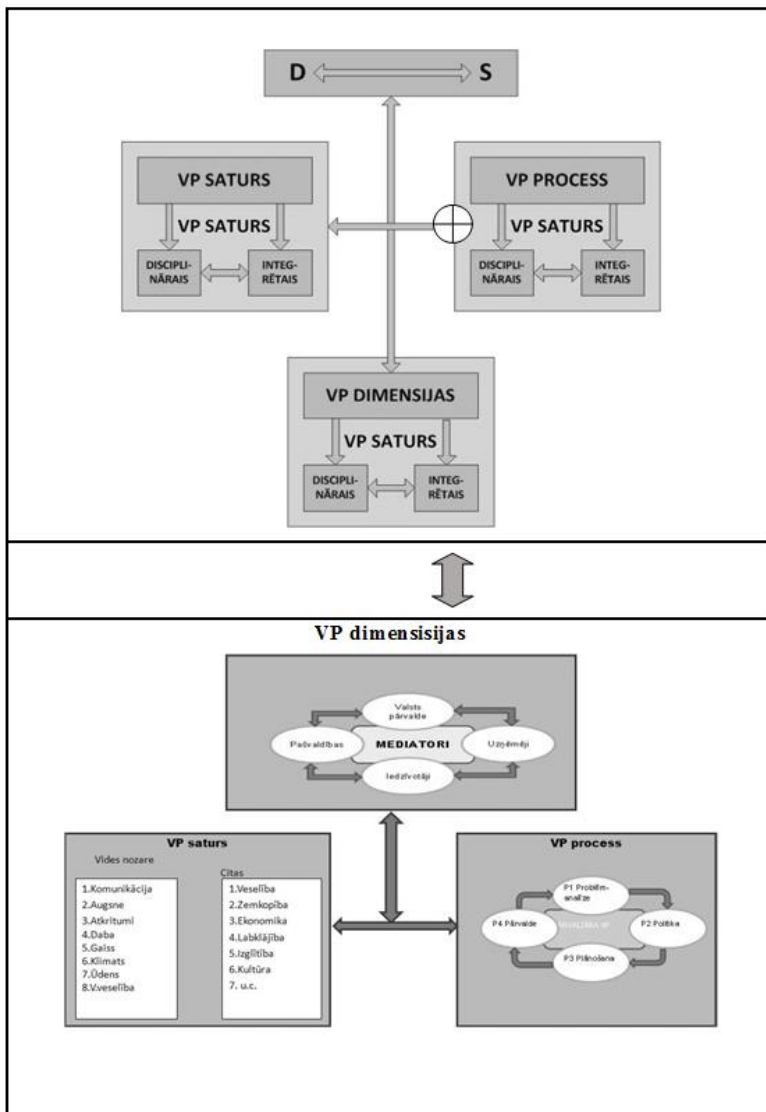 D S
VP SATURS
VP SATURS
DISCIPLI-
NĀRAIS
INTEG-
RĒTAIS
VP PROCESS
VP SATURS
DISCIPLI-
NĀRAIS
INTEG-
RĒTAIS
VP DIMENSIJAS
VP SATURS
DISCIPLI-
NĀRAIS
INTEG-
RĒTAIS
VP dimensisijas
Valsts
pārvalde
Pašvaldības
MEDIATORI
Uzņēmēji
Iedzīvotāji
VP saturs
Vides nozare
1.Komunikācija
2.Augsne
3.Atkritumi
4.Daba
5.Gaiss
6.Klimats
7.Ūdens
8.V.veselība
Citas
1.Veselība
2.Zemkopība
3.Ekonomika
4.Labklājība
5.Izglītība
6.Kultūra
7. u.c.
VP process
P1 Problēm-
analīze
P4 Pārvalde
P2 Politika
P3 Plānošana